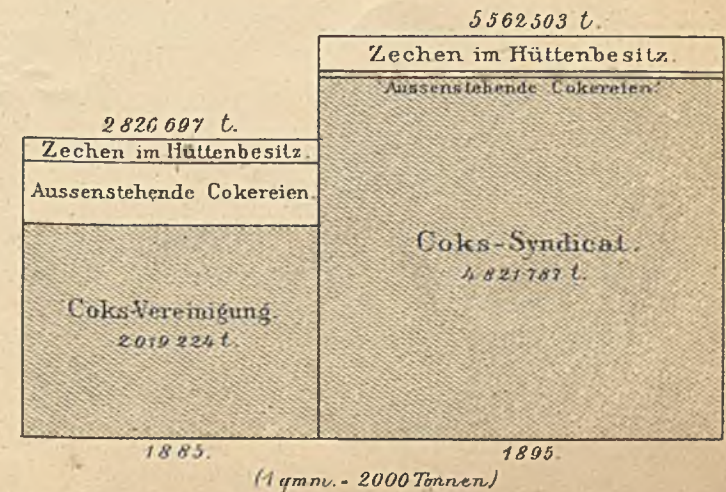 5562503 t.
Zechen im Hüttenbesitz.
Aussenstehende Cokereien.
2826697 t.
Zechen im Hüttenbesitz.
Aussenstehende Cokereien.
Coks-Syndicat.
4821787 t.
Coks-Vereinigung.
2019224 t.
1885.
1895.
(1 qmm. - 2000 Tonnen)